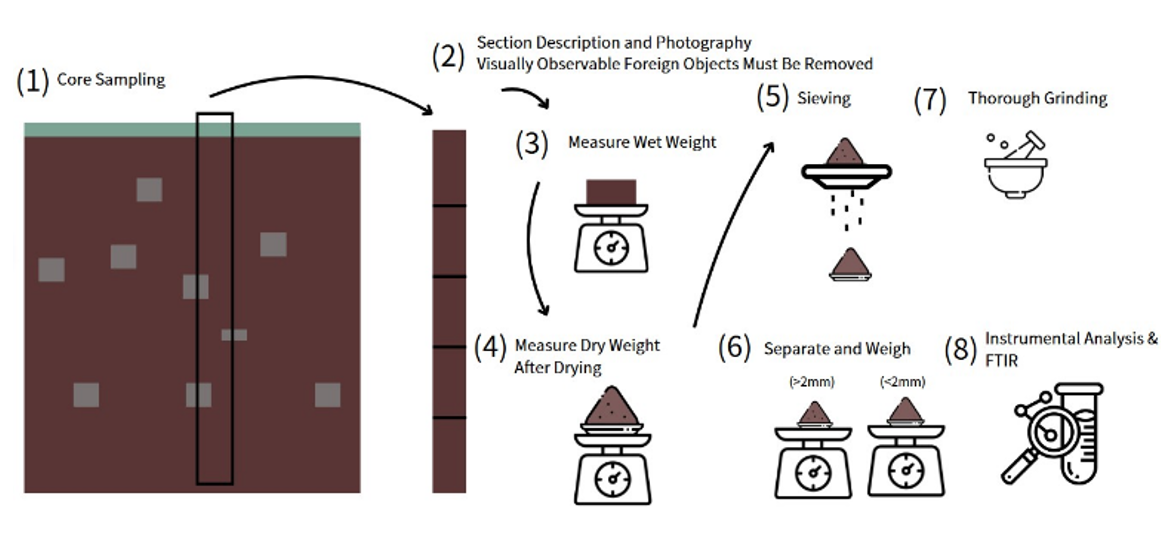 (1) Core Sampling
(2) Section Description and Photography
Visually Observable Foreign Objects Must Be Removed
(3) Measure Wet Weight
(4) Measure Dry Weight
After Drying
(5) Sieving
(6) Separate and Weigh
(>2mm) (<2mm)
(7) Thorough Grinding
(8) Instrumental Analysis &
FTIR